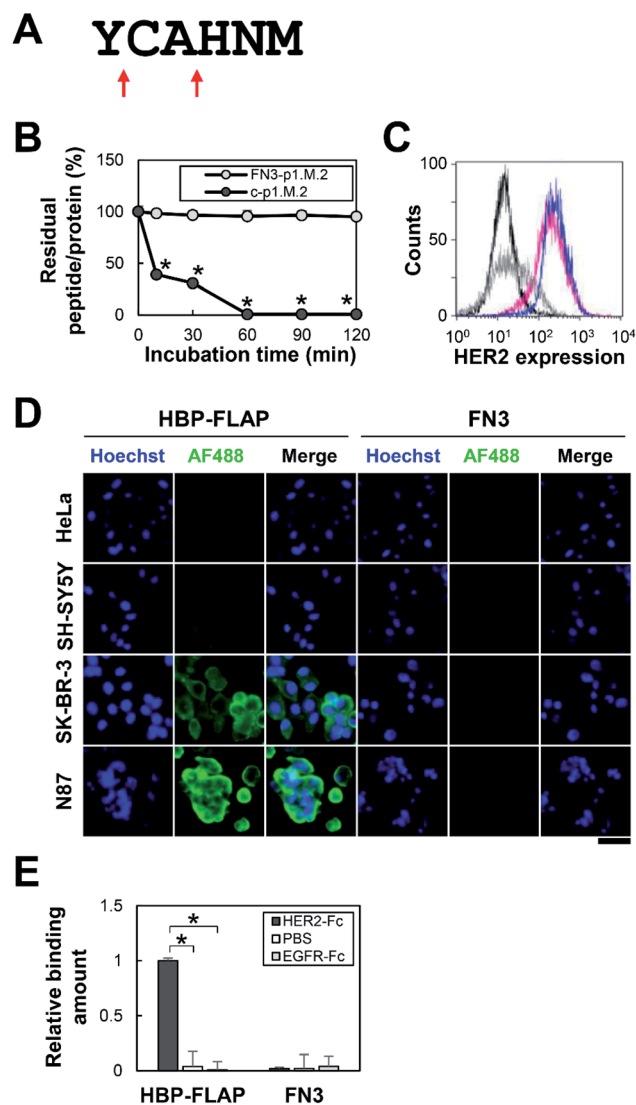 A
YCAHNM
B
Residual
peptide/protein (%)
150
100
50
0
FN3-p1.M.2
c-p1.M.2
*
*
*
*
*
0
30
60
90
120
Incubation time (min)
C
Counts
100
50
0
10⁰ 10¹ 10² 10³ 10⁴
HER2 expression
D
HBP-FLAP FN3
Hoechst AF488 Merge Hoechst AF488 Merge
HeLa
SH-SY5Y
SK-BR-3
N87
E
Relative binding
amount
1.5
1
0.5
0
*
*
HER2-Fc
PBS
EGFR-Fc
HBP-FLAP FN3